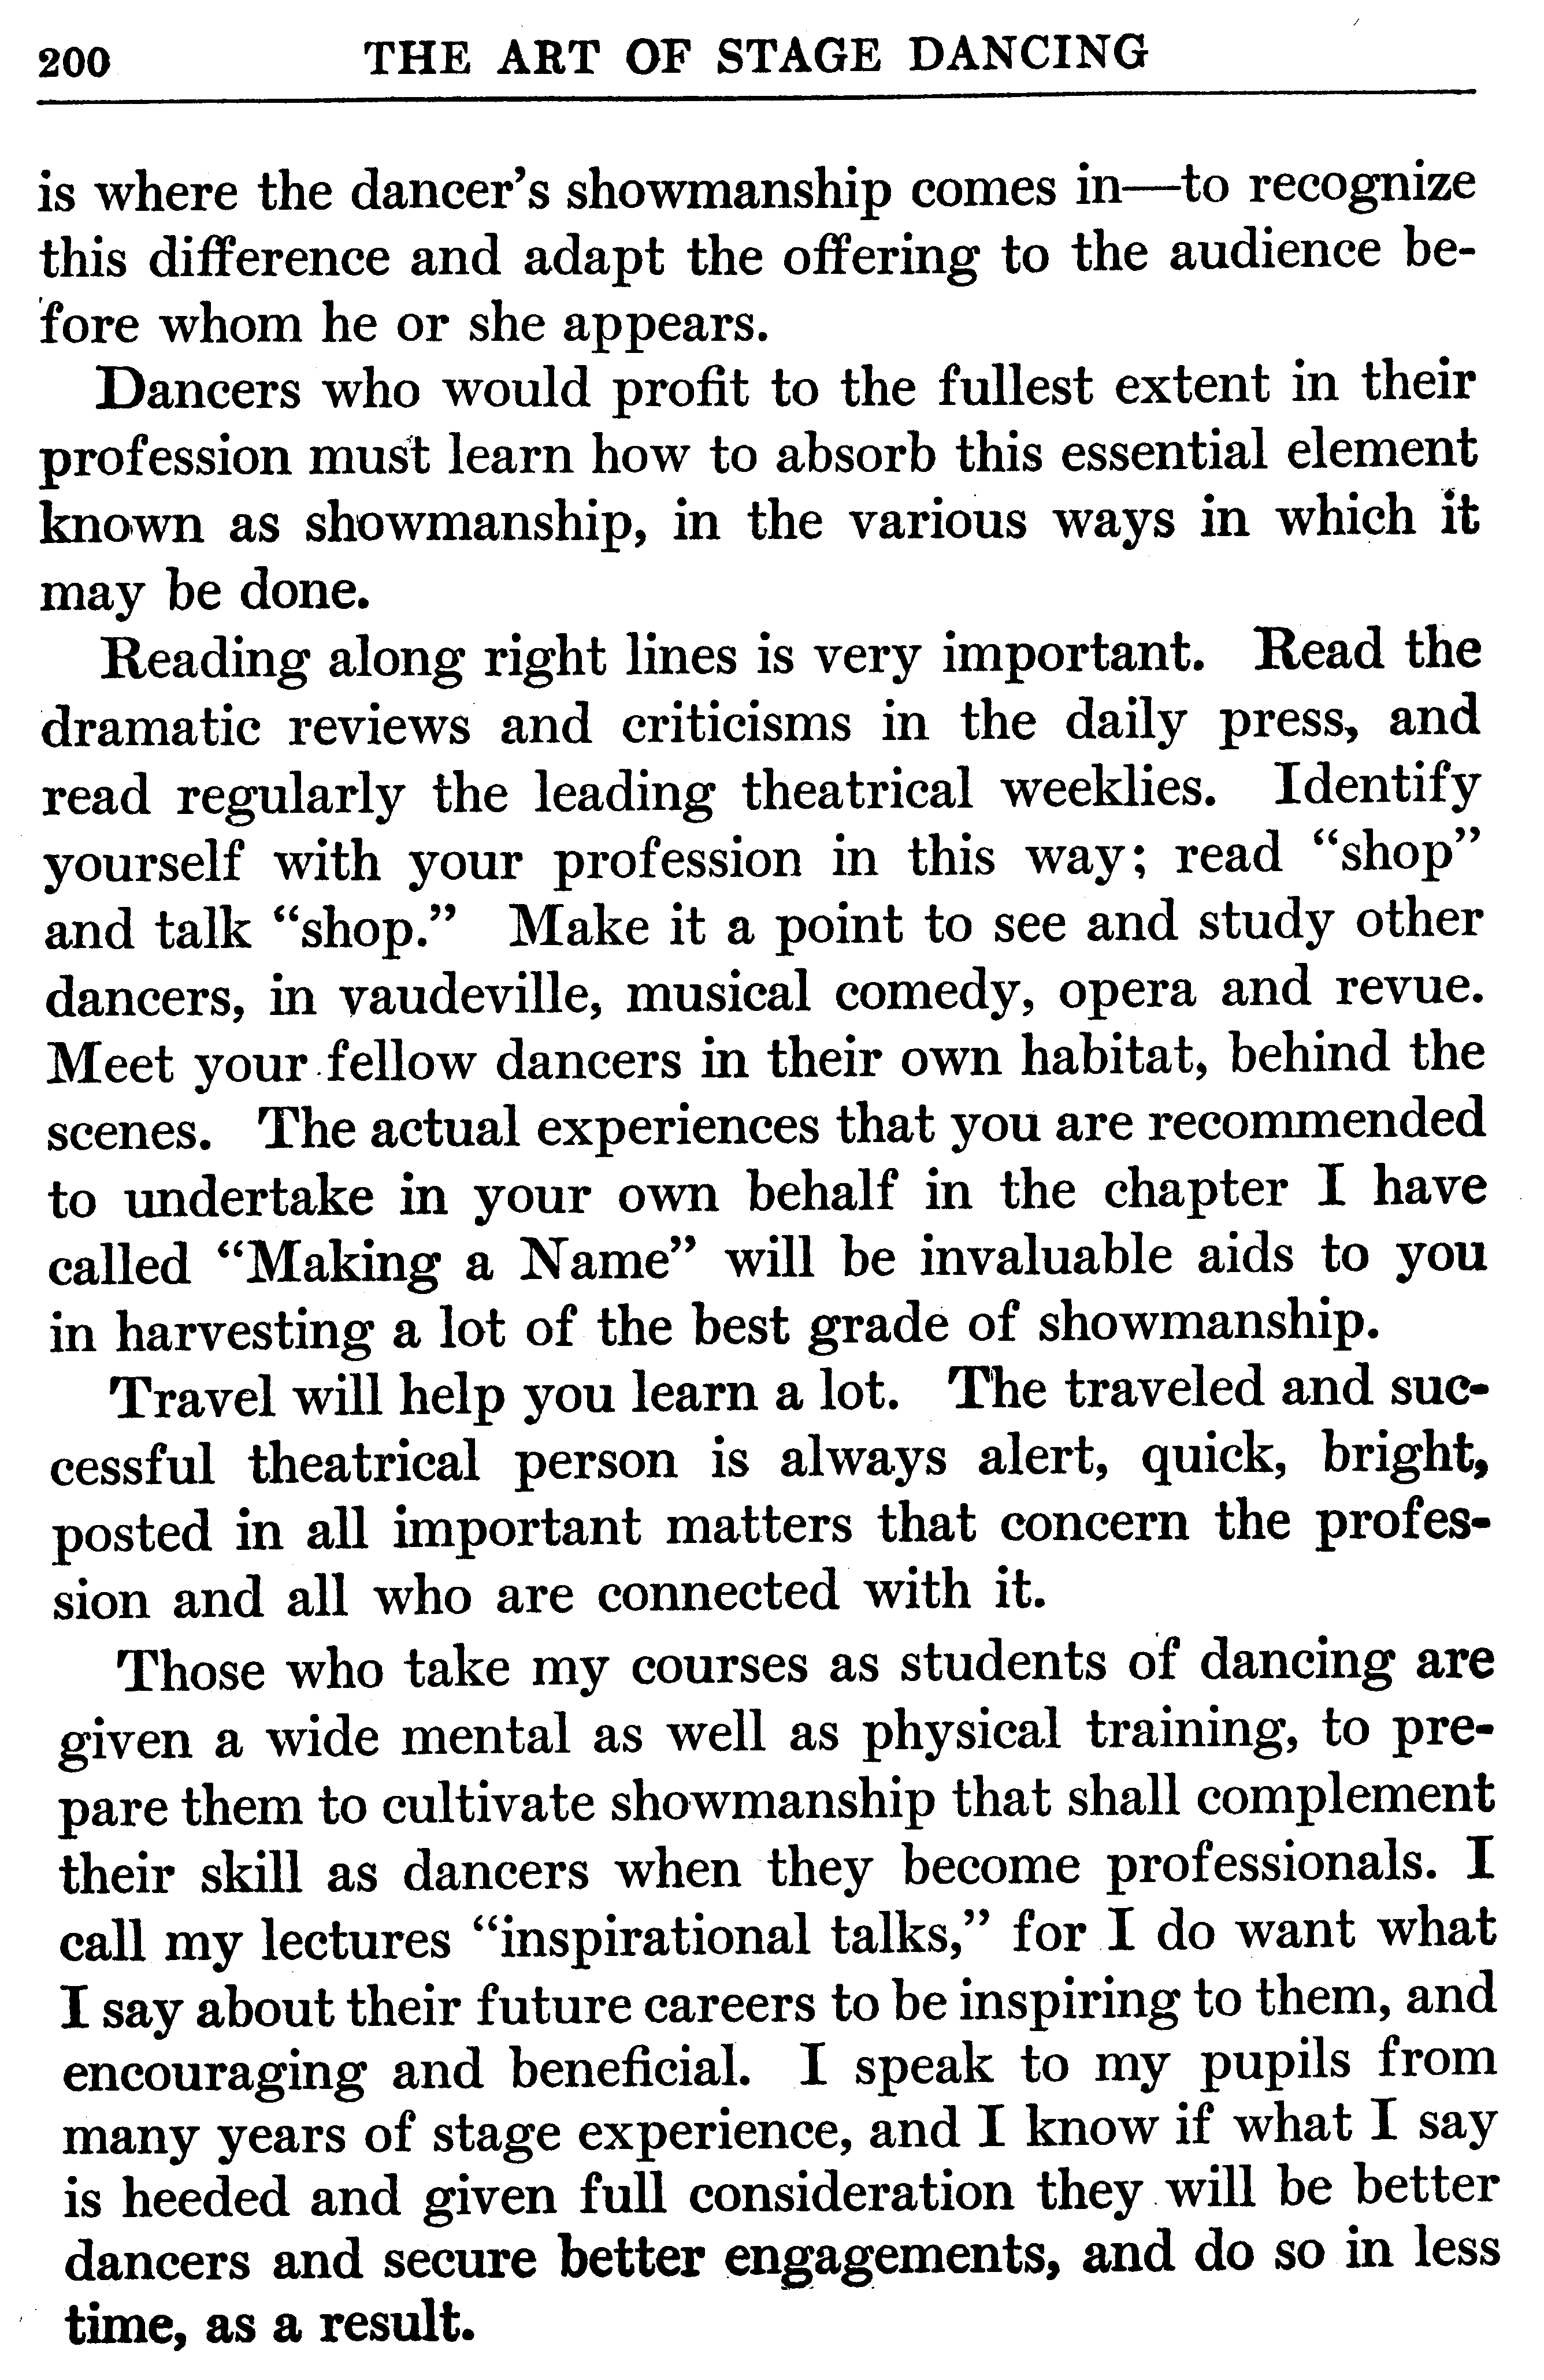 200 THE ART OF STAGE DANCING
is where the dancer's showmanship comes in—to recognize
this difference and adapt the offering to the audience be-
fore whom he or she appears.
Dancers who would profit to the fullest extent in their
profession must learn how to absorb this essential element
known as showmanship, in the various ways in which it
may be done.
Reading along right lines is very important. Read the
dramatic reviews and criticisms in the daily press, and
read regularly the leading theatrical weeklies. Identify
yourself with your profession in this way; read “shop”
and talk “shop.” Make it a point to see and study other
dancers, in vaudeville, musical comedy, opera and revue.
Meet your fellow dancers in their own habitat, behind the
scenes. The actual experiences that you are recommended
to undertake in your own behalf in the chapter I have
called “Making a Name” will be invaluable aids to you
in harvesting a lot of the best grade of showmanship.
Travel will help you learn a lot. The traveled and suc-
cessful theatrical person is always alert, quick, bright,
posted in all important matters that concern the profes-
sion and all who are connected with it.
Those who take my courses as students of dancing are
given a wide mental as well as physical training, to pre-
pare them to cultivate showmanship that shall complement
their skill as dancers when they become professionals. I
call my lectures “inspirational talks,” for I do want what
I say about their future careers to be inspiring to them, and
encouraging and beneficial. I speak to my pupils from
many years of stage experience, and I know if what I say
is heeded and given full consideration they will be better
dancers and secure better engagements, and do so in less
time, as a result.